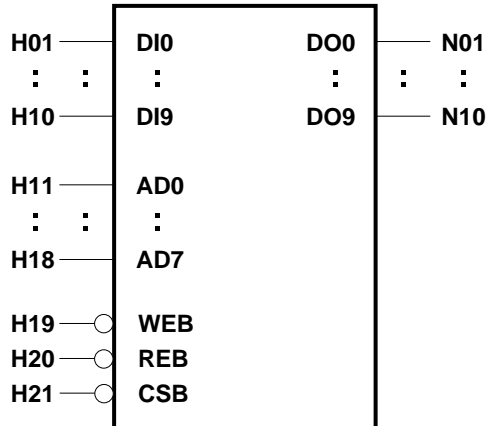 H01 DI0 DO0 N01
: : : : : :
H10 DI9 DO9 N10
H11 AD0
: : :
H18 AD7
H19 WEB
H20 REB
H21 CSB